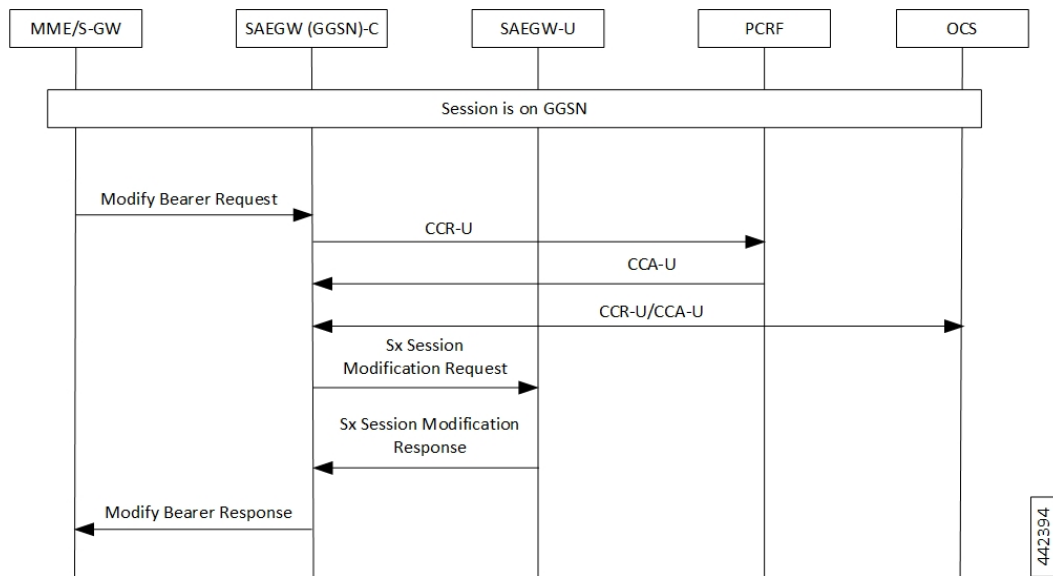 MME/S-GW
SAEGW (GGSN)-C
SAEGW-U
PCRF
OCS
Session is on GGSN
Modify Bearer Request
CCR-U
CCA-U
CCR-U/CCA-U
Sx Session
Modification Request
Sx Session Modification
Response
Modify Bearer Response
442394